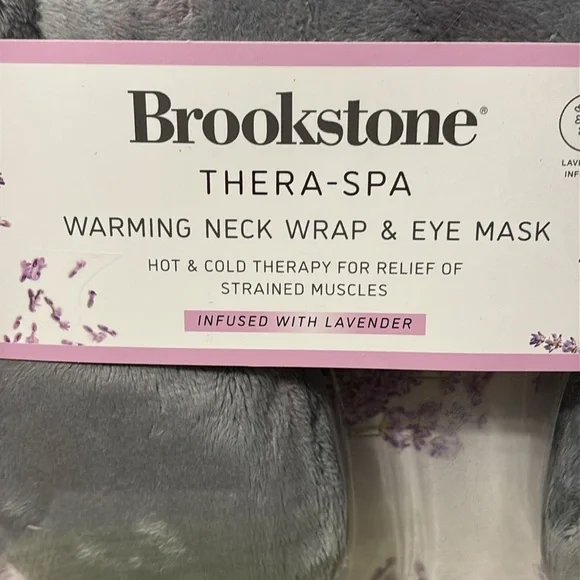 Brookstone®
THERA-SPA
WARMING NECK WRAP & EYE MASK
HOT & COLD THERAPY FOR RELIEF OF
STRAINED MUSCLES
INFUSED WITH LAVENDER